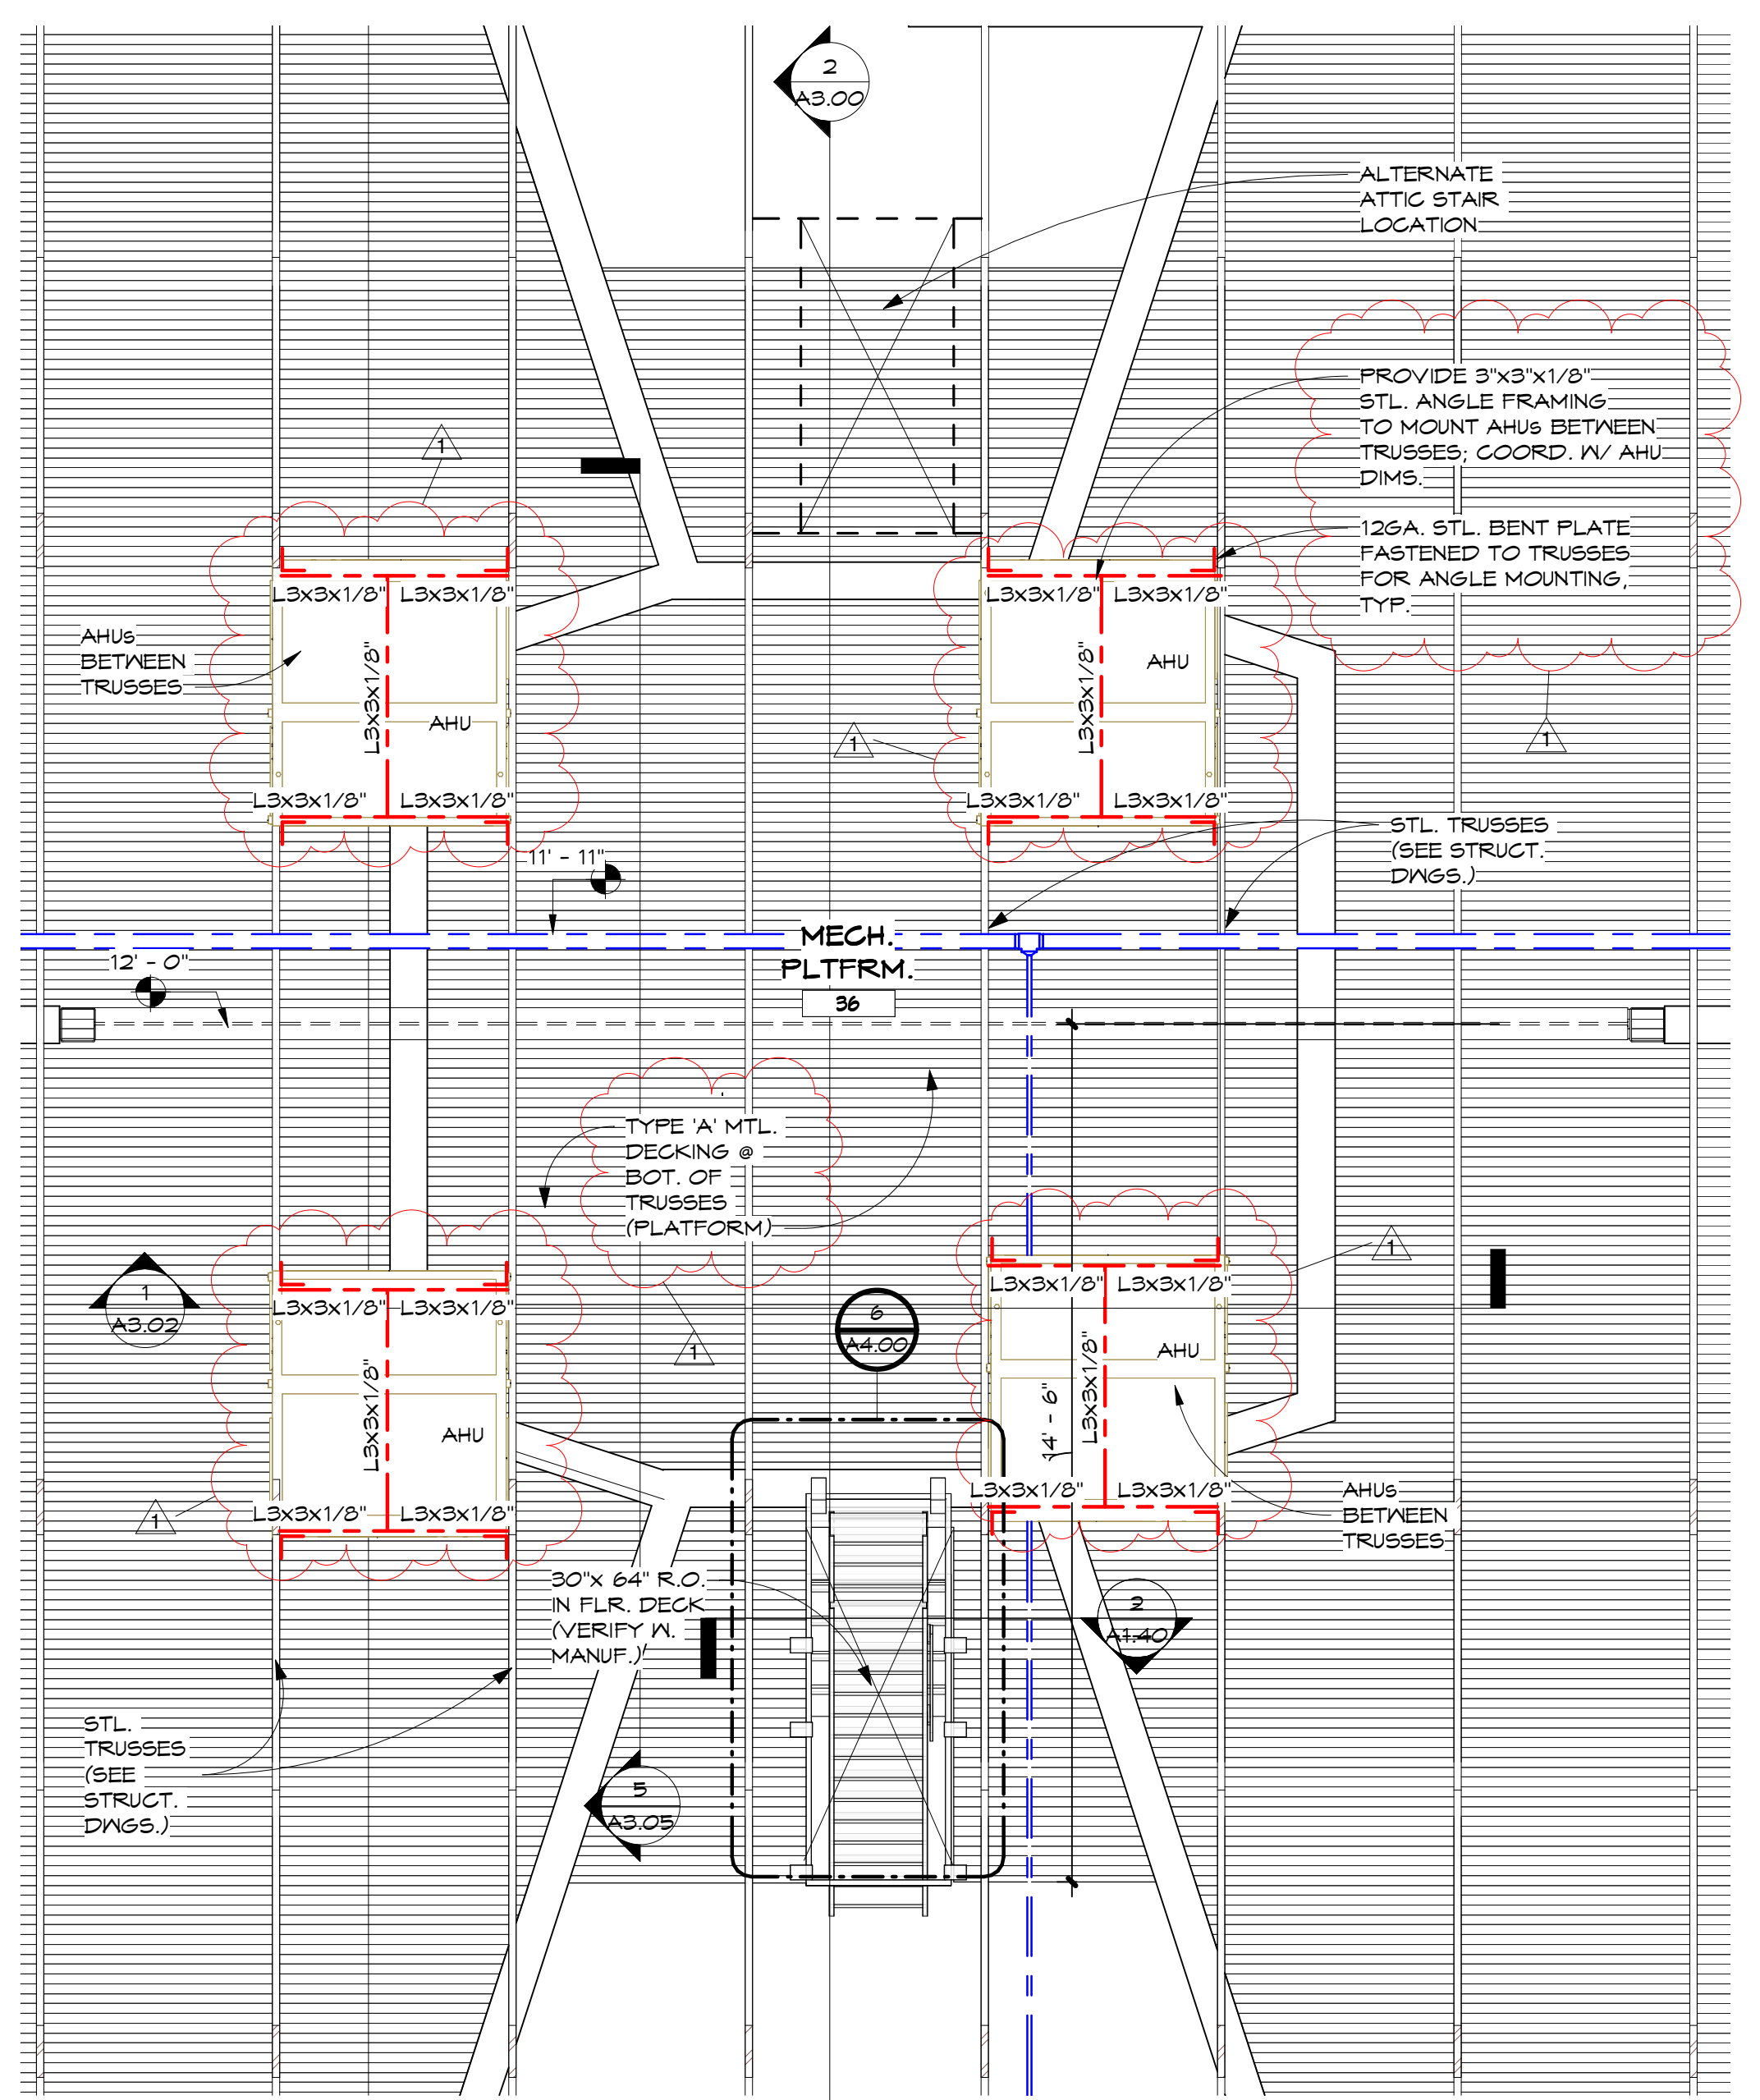 2
A3.00
ALTERNATE
ATTIC STAIR
LOCATION
PROVIDE 3"x3"x1/8"
STL. ANGLE FRAMING
TO MOUNT AHUs BETWEEN
TRUSSES; COORD. W/ AHU
DIMS.
12GA. STL. BENT PLATE
FASTENED TO TRUSSES
FOR ANGLE MOUNTING,
TYP.
1
L3x3x1/8" L3x3x1/8"
L3x3x1/8" L3x3x1/8"
AHUs
BETWEEN
TRUSSES
L3x3x1/8"
AHU
L3x3x1/8"
AHU
1
1
L3x3x1/8" L3x3x1/8"
L3x3x1/8" L3x3x1/8"
STL. TRUSSES
(SEE STRUCT.
DWGS.)
11' - 11"
MECH.
PLTFRM.
36
12' - 0"
TYPE 'A' MTL.
DECKING @
BOT. OF
TRUSSES
(PLATFORM)
1
1
A3.02
L3x3x1/8" L3x3x1/8"
L3x3x1/8" L3x3x1/8"
6
A4.00
1
L3x3x1/8"
AHU
14' - 6"
L3x3x1/8"
AHU
1
L3x3x1/8" L3x3x1/8"
L3x3x1/8" L3x3x1/8"
AHUs
BETWEEN
TRUSSES
30"x 64" R.O.
IN FLR. DECK
(VERIFY W.
MANUF.)
2
A1.40
STL.
TRUSSES
(SEE
STRUCT.
DWGS.)
5
A3.05